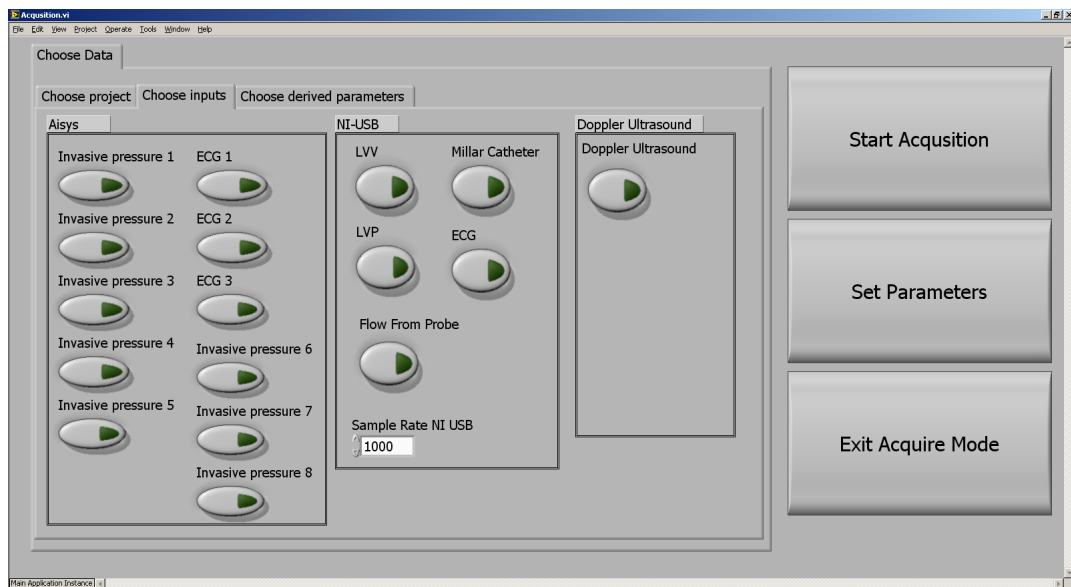 Acqusition.vi
File Edit View Project Operate Tools Window Help
Choose Data
Choose project Choose inputs Choose derived parameters
Aisys
Invasive pressure 1 ECG 1
Invasive pressure 2 ECG 2
Invasive pressure 3 ECG 3
Invasive pressure 4 Invasive pressure 6
Invasive pressure 5 Invasive pressure 7
Invasive pressure 8
NI-USB
LVV Millar Catheter
LVP ECG
Flow From Probe
Sample Rate NI USB
1000
Doppler Ultrasound
Doppler Ultrasound
Start Acqusition
Set Parameters
Exit Acquire Mode
Main Application Instance